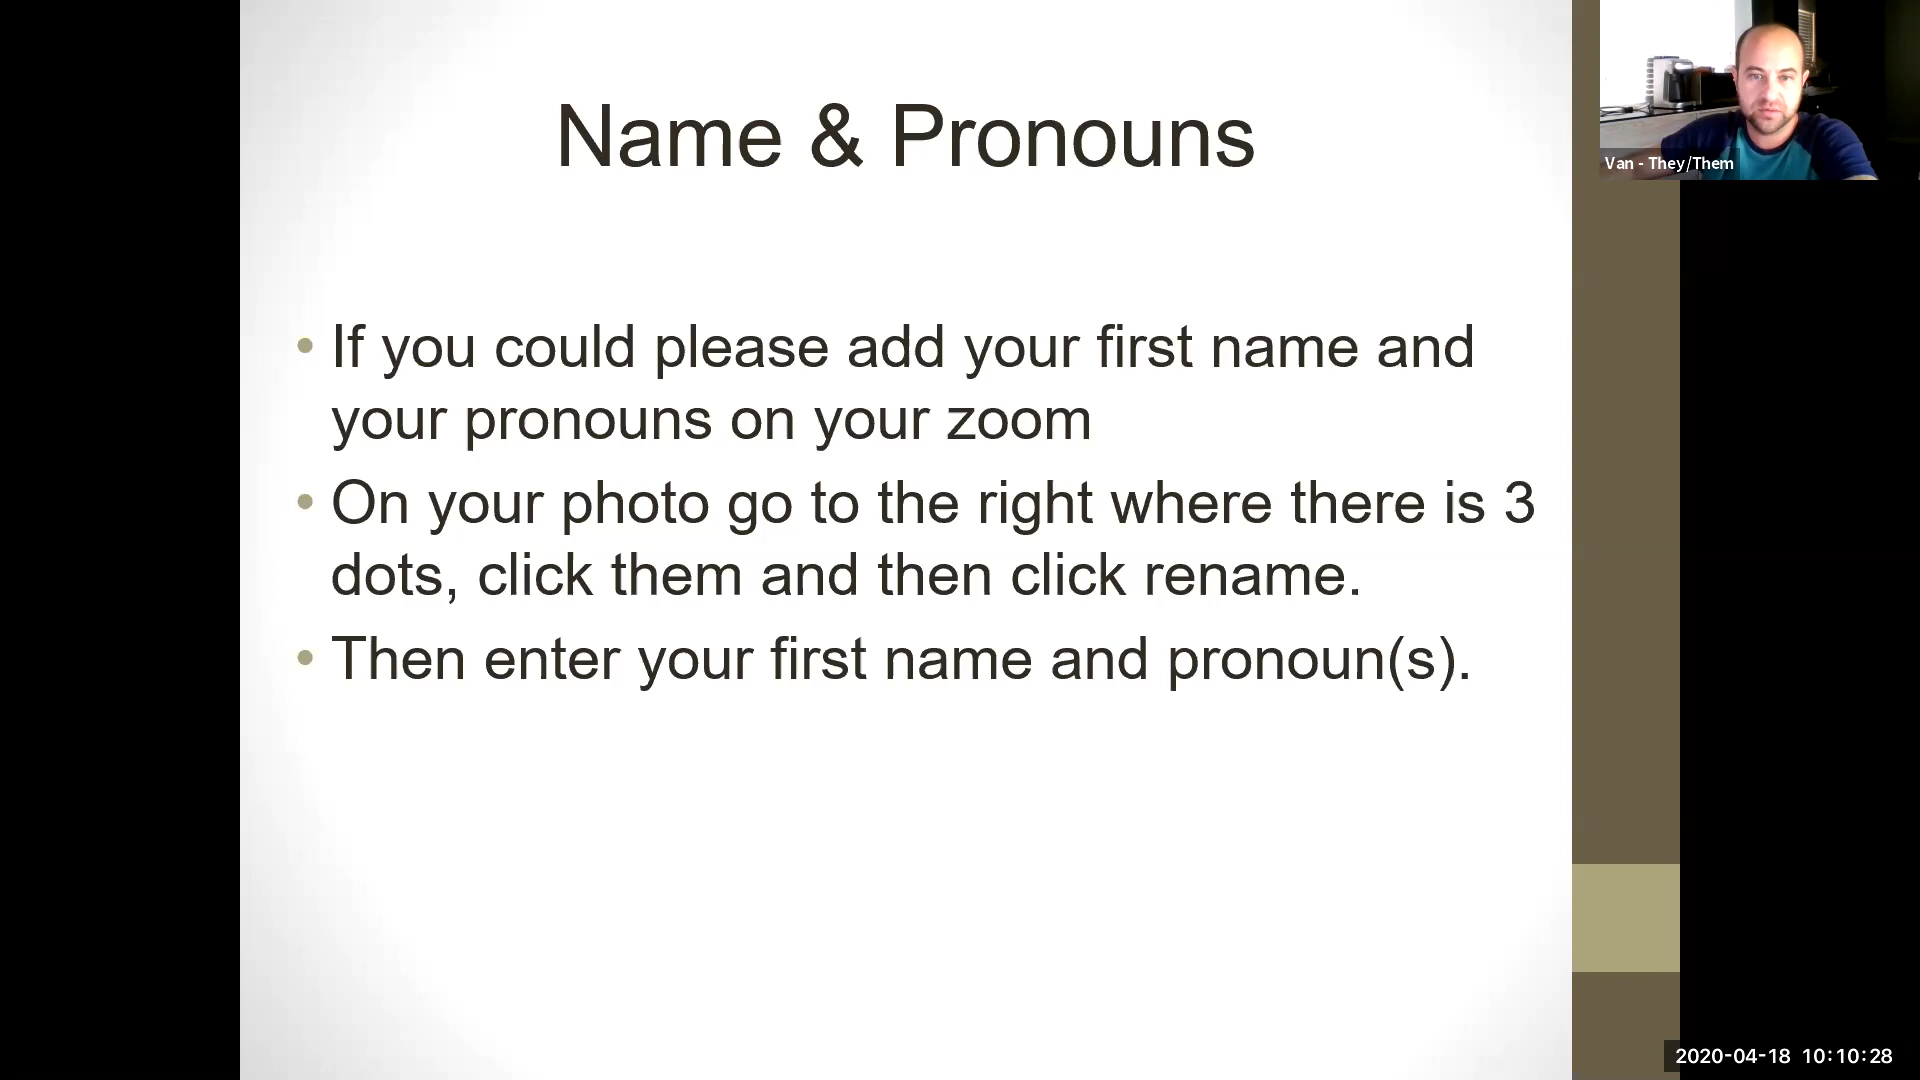 Name & Pronouns
Van - They/Them
• If you could please add your first name and
your pronouns on your zoom
• On your photo go to the right where there is 3
dots, click them and then click rename.
• Then enter your first name and pronoun(s).
2020-04-18 10:10:28